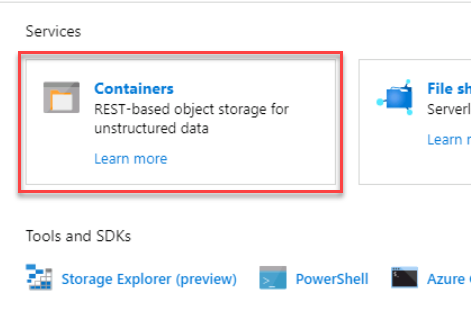 Services
Containers
REST-based object storage for
unstructured data
Learn more
File sh
Serverl
Learn
Tools and SDKs
Storage Explorer (preview)
PowerShell
Azure